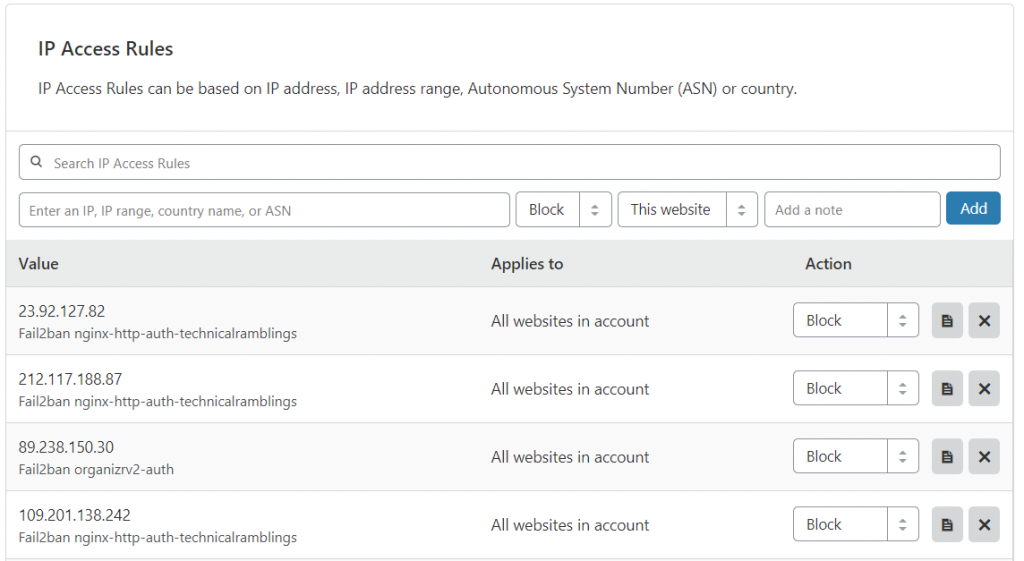 IP Access Rules
IP Access Rules can be based on IP address, IP address range, Autonomous System Number (ASN) or country.
Search IP Access Rules
Enter an IP, IP range, country name, or ASN Block This website Add a note Add
Value Applies to Action
23.92.127.82
Fail2ban nginx-http-auth-technicalramblings
All websites in account Block
212.117.188.87
Fail2ban nginx-http-auth-technicalramblings
All websites in account Block
89.238.150.30
Fail2ban organizrv2-auth
All websites in account Block
109.201.138.242
Fail2ban nginx-http-auth-technicalramblings
All websites in account Block